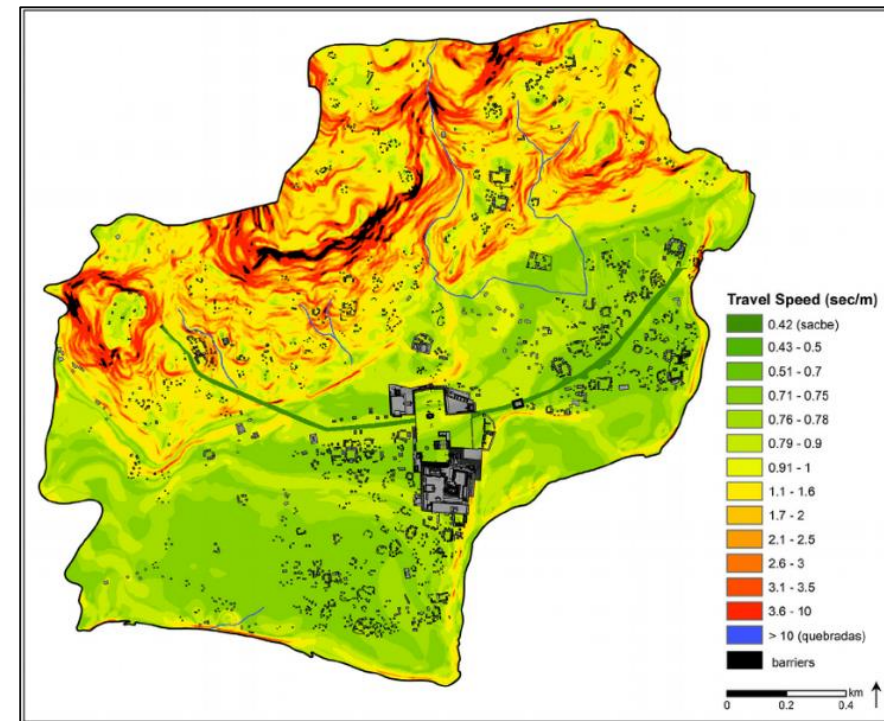 Travel Speed (sec/m)
0.42 (sacbe)
0.43 - 0.5
0.51 - 0.7
0.71 - 0.75
0.76 - 0.78
0.79 - 0.9
0.91 - 1
1.1 - 1.6
1.7 - 2
2.1 - 2.5
2.6 - 3
3.1 - 3.5
3.6 - 10
> 10 (quebradas)
barriers
km
0 0.2 0.4